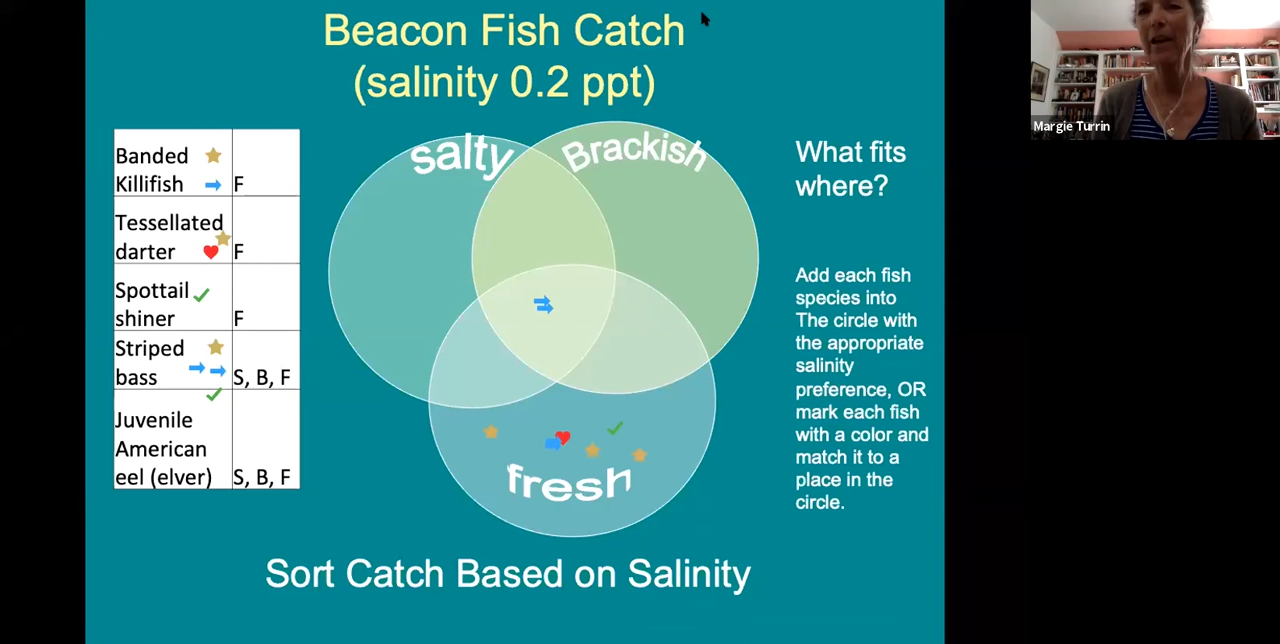 Beacon Fish Catch
(salinity 0.2 ppt)
Margie Turrin
Banded
Killifish F
Tessellated
darter F
Spottail
shiner F
Striped
bass S, B, F
Juvenile
American
eel (elver) S, B, F
salty
Brackish
fresh
What fits
where?
Add each fish
species into
The circle with
the appropriate
salinity
preference, OR
mark each fish
with a color and
match it to a
place in the
circle.
Sort Catch Based on Salinity